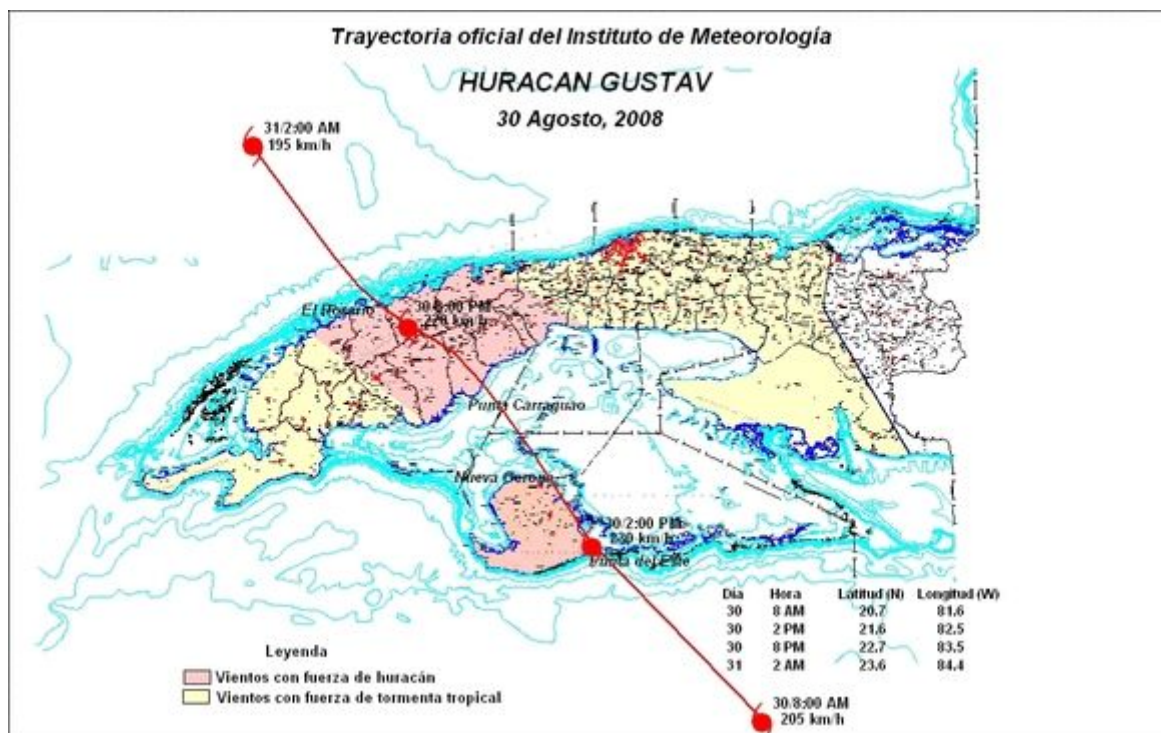 Trayectoria oficial del Instituto de Meteorología
HURACAN GUSTAV
30 Agosto, 2008
31/2:00 AM
195 km/h
El Rosario
30/8:00 PM
km/h
Punta Carraguao
Nueva Gerona
30/2:00 PM
km/h
Punta del Este
Día Hora Latitud (N) Longitud (W)
30 8 AM 20.7 81.6
30 2 PM 21.6 82.5
30 8 PM 22.7 83.5
31 2 AM 23.6 84.4
Leyenda
Vientos con fuerza de huracán
Vientos con fuerza de tormenta tropical
30/8:00 AM
205 km/h